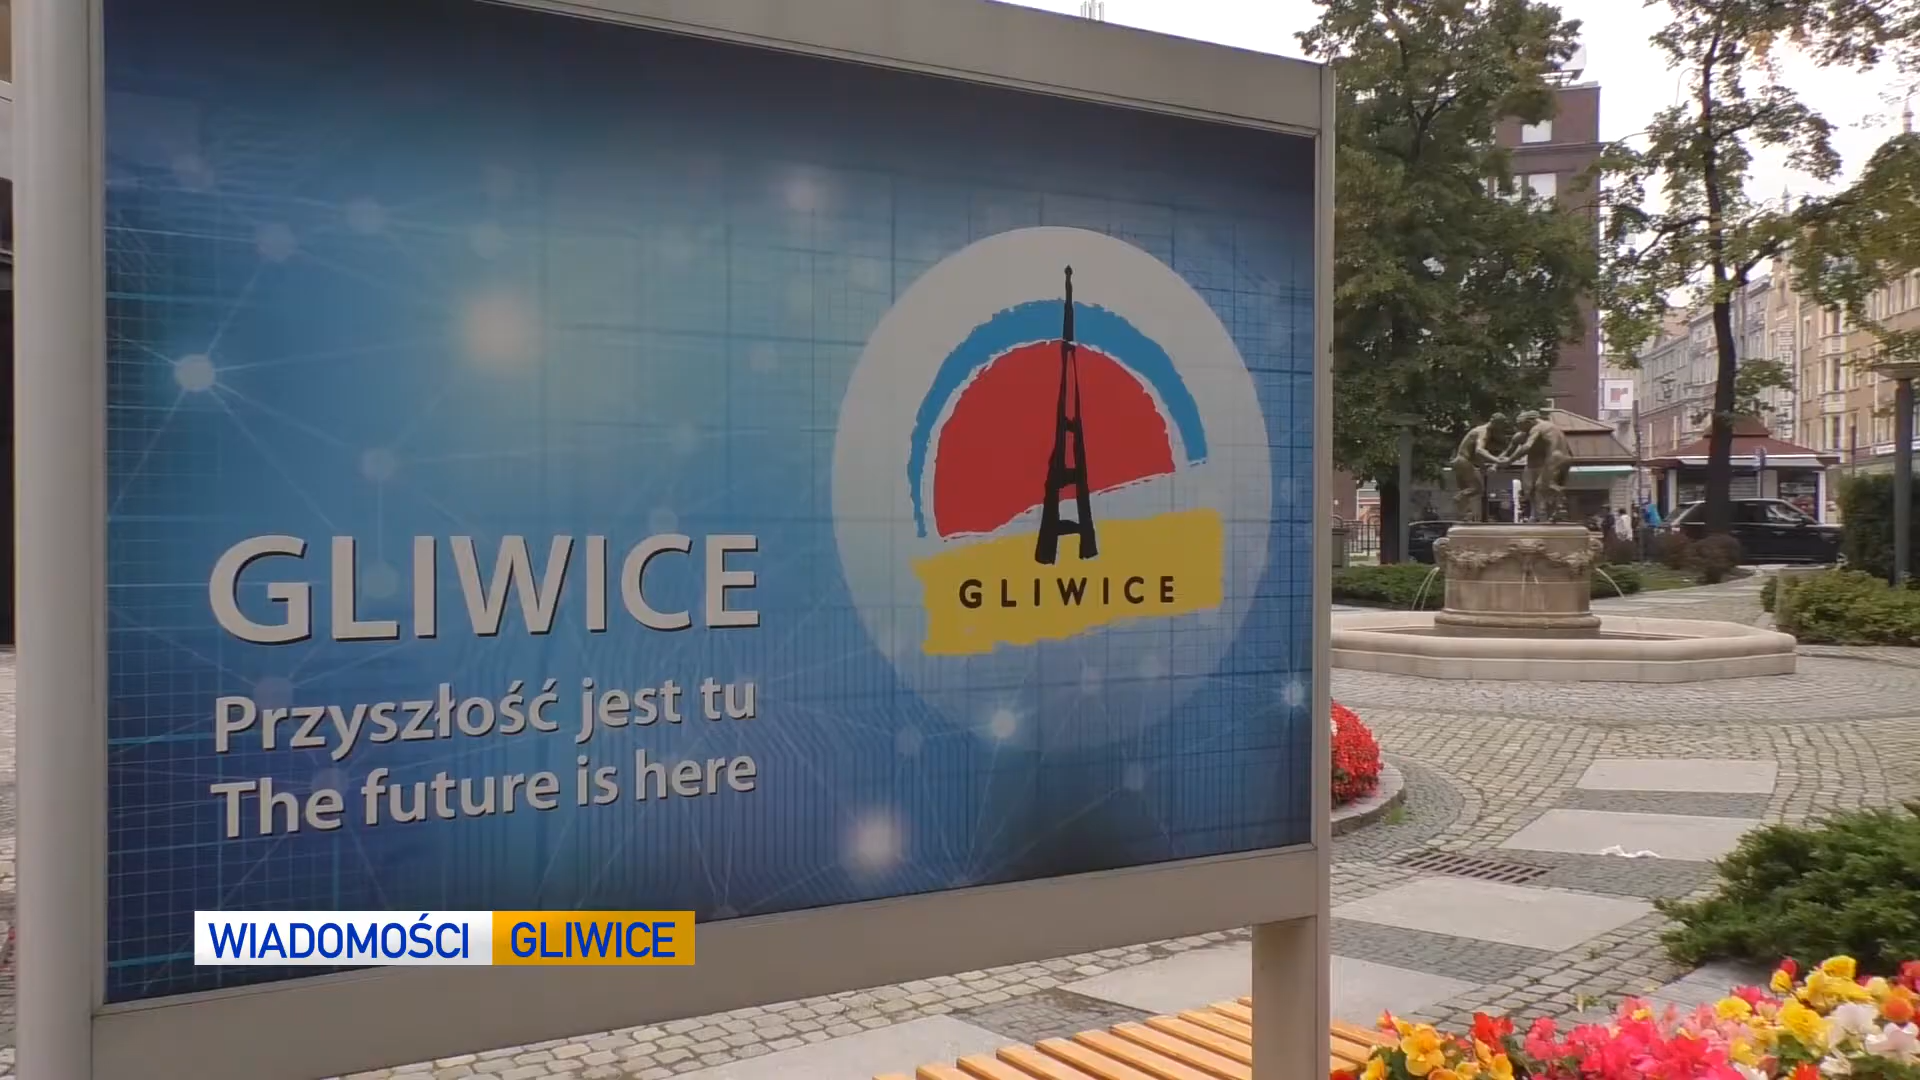 GLIWICE
Przyszłość jest tu
The future is here
GLIWICE
WIADOMOŚCI GLIWICE